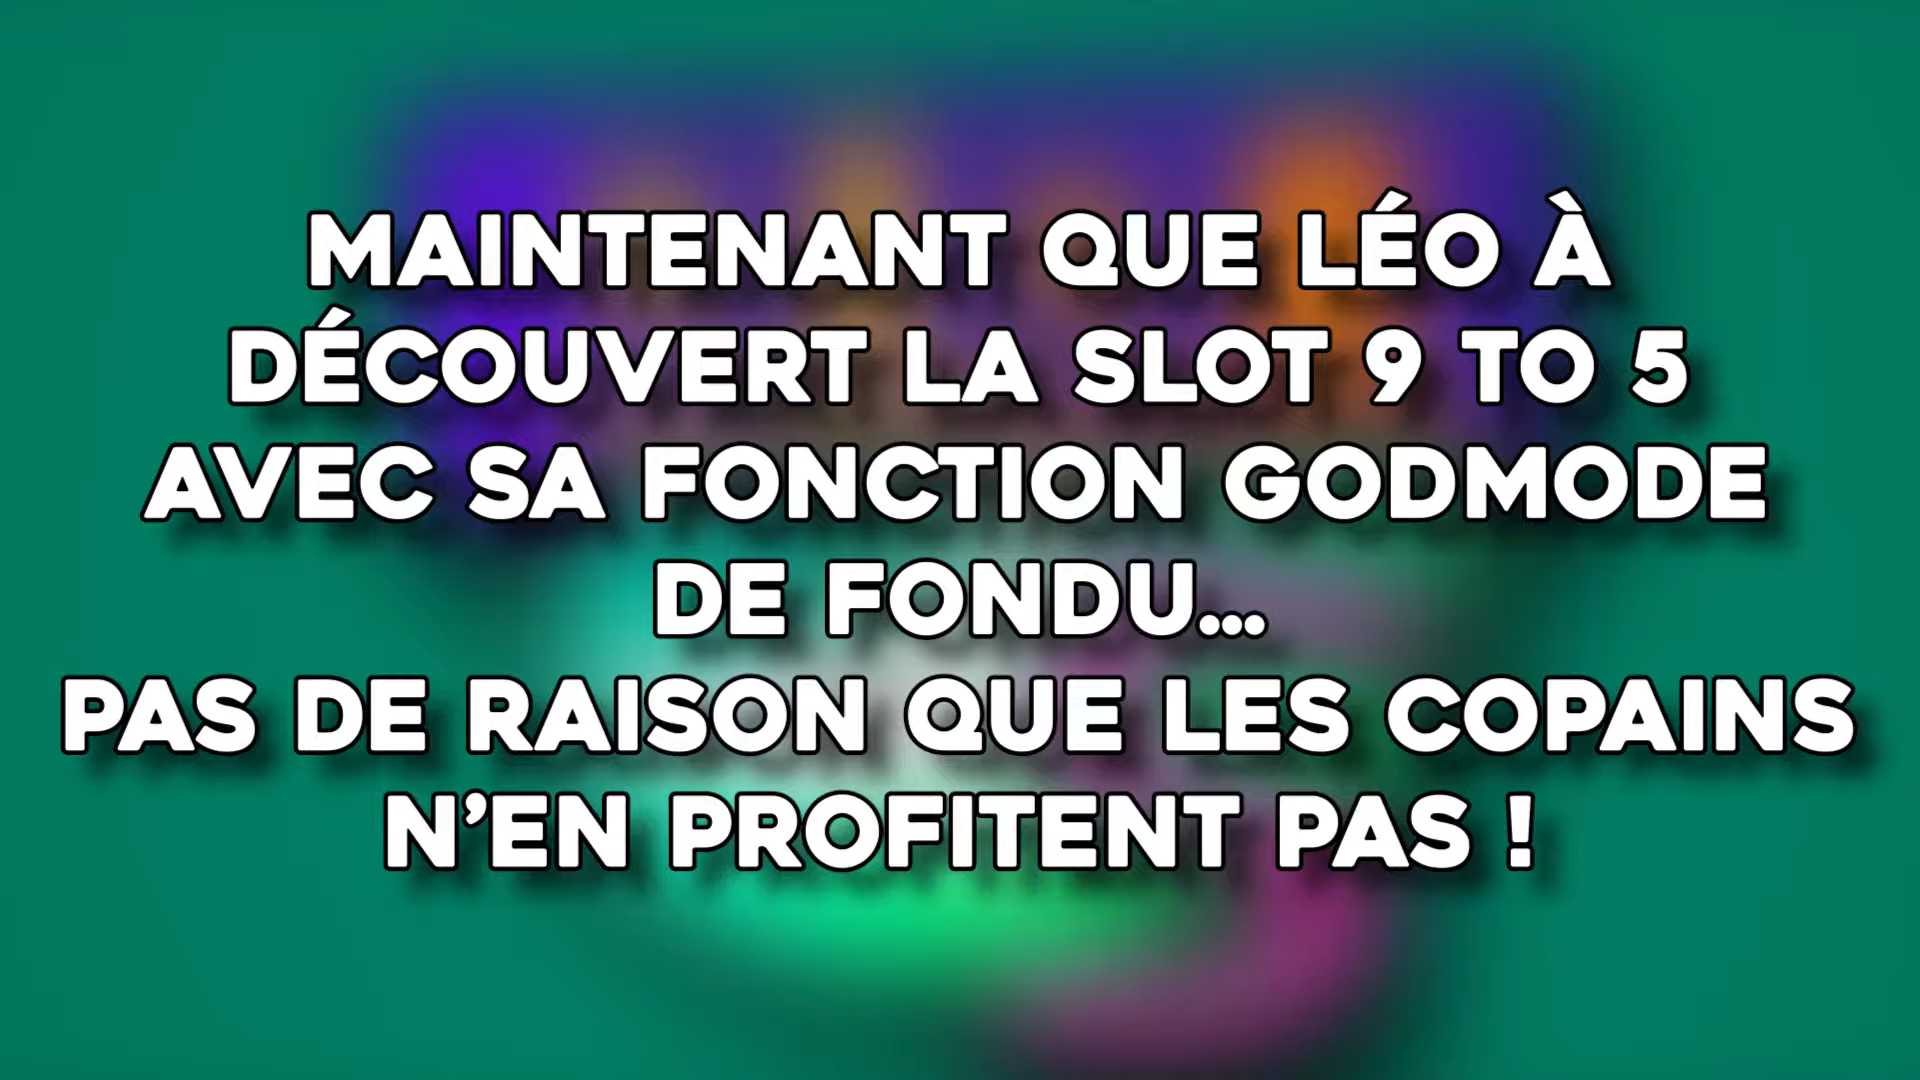 MAINTENANT QUE LÉO À
DÉCOUVERT LA SLOT 9 TO 5
AVEC SA FONCTION GODMODE
DE FONDU...
PAS DE RAISON QUE LES COPAINS
N'EN PROFITENT PAS !